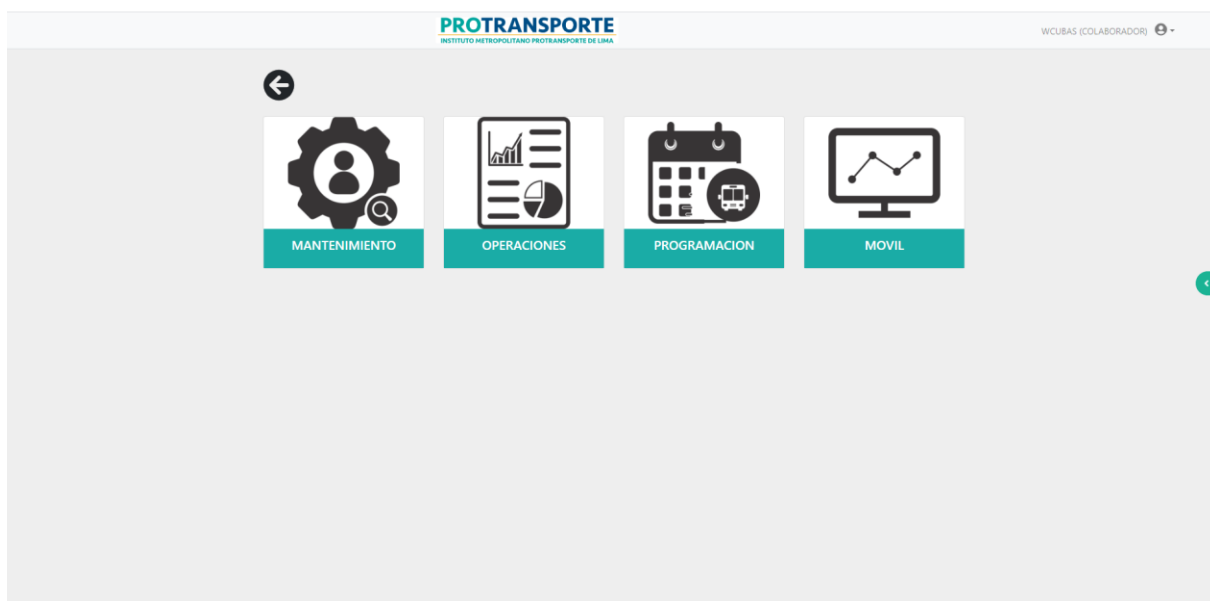 PROTRANSPORTE
INSTITUTO METROPOLITANO PROTRANSPORTE DE LIMA
WCUBAS (COLABORADOR)
MANTENIMIENTO
OPERACIONES
PROGRAMACION
MOVIL